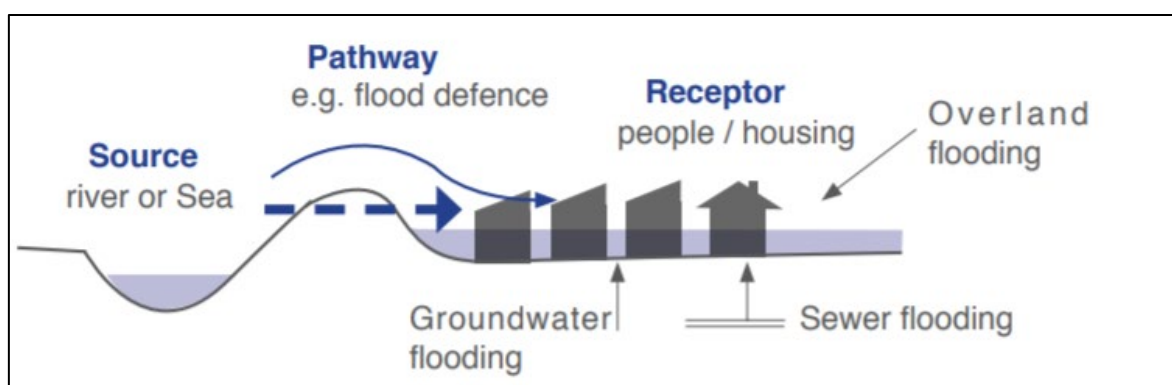 Pathway
e.g. flood defence
Receptor
people / housing
Overland
flooding
Source
river or Sea
Groundwater
flooding
Sewer flooding